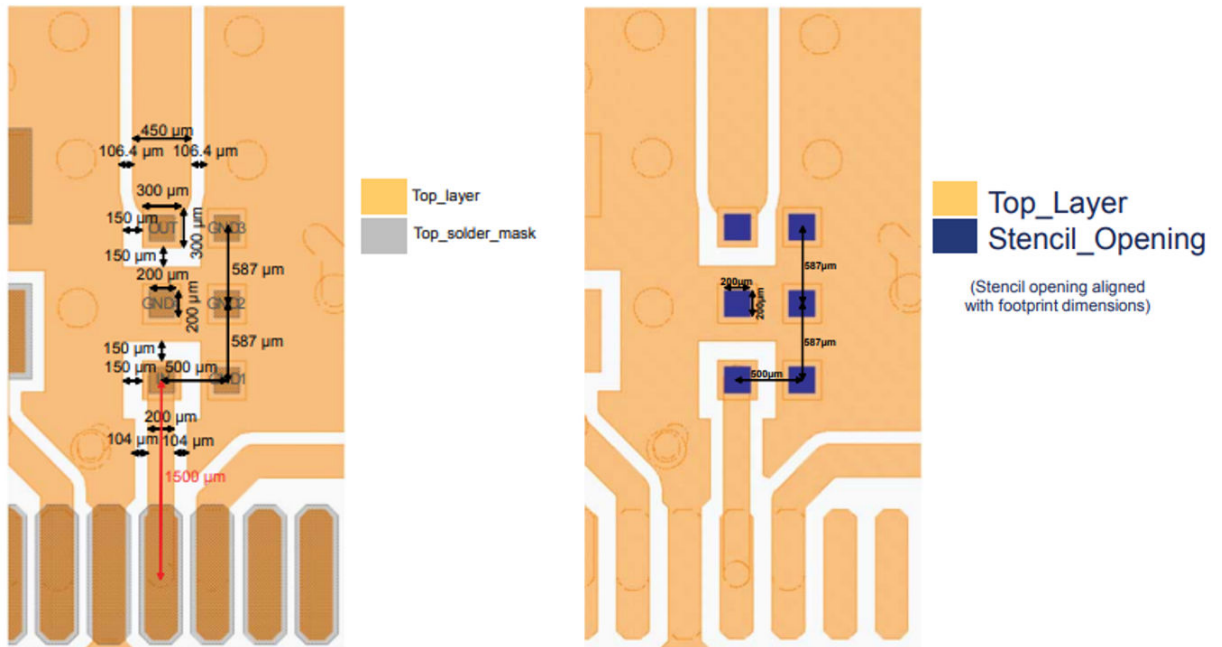 450 µm
106.4 µm
106.4 µm
300 µm
150 µm
OUT
300 µm
GND3
150 µm
587 µm
200 µm
GND2
200 µm
587 µm
150 µm
150 µm
500 µm
GND1
200 µm
104 µm
104 µm
1500 µm
Top_layer
Top_solder_mask
587µm
200µm
200µm
587µm
500µm
Top_Layer
Stencil_Opening
(Stencil opening aligned
with footprint dimensions)